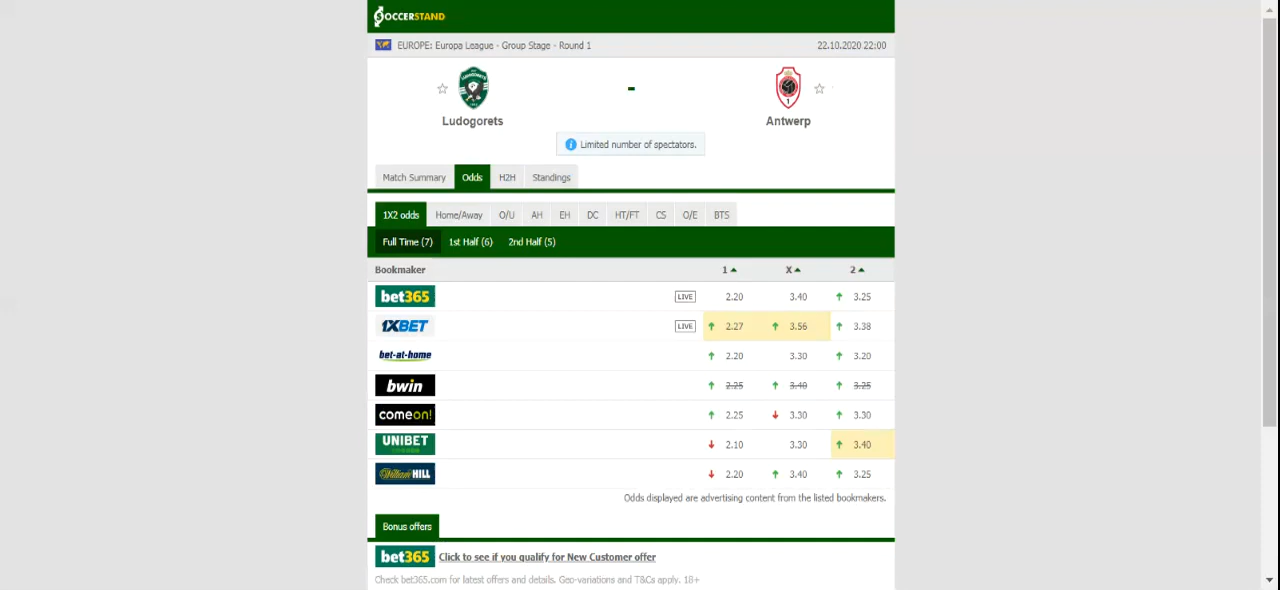 SOCCERSTAND
EUROPE: Europa League - Group Stage - Round 1 22.10.2020 22:00
-
Ludogorets Antwerp
Limited number of spectators.
Match Summary Odds H2H Standings
1X2 odds Home/Away O/U AH EH DC HT/FT CS O/E BTS
Full Time (7) 1st Half (6) 2nd Half (5)
Bookmaker 1 X 2
bet365 LIVE 2.20 3.40 3.25
1XBET LIVE 2.27 3.56 3.38
bet-at-home 2.20 3.30 3.20
bwin 2.25 3.40 3.25
comeon! 2.25 3.30 3.30
UNIBET 2.10 3.30 3.40
William HILL 2.20 3.40 3.25
Odds displayed are advertising content from the listed bookmakers.
Bonus offers
bet365 Click to see if you qualify for New Customer offer
Check bet365.com for latest offers and details. Geo-variations and T&Cs apply. 18+